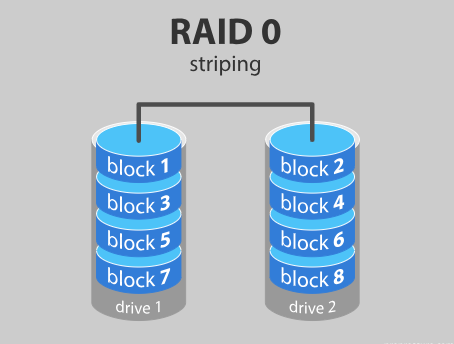 RAID 0
striping
block 1
block 3
block 5
block 7
drive 1
block 2
block 4
block 6
block 8
drive 2